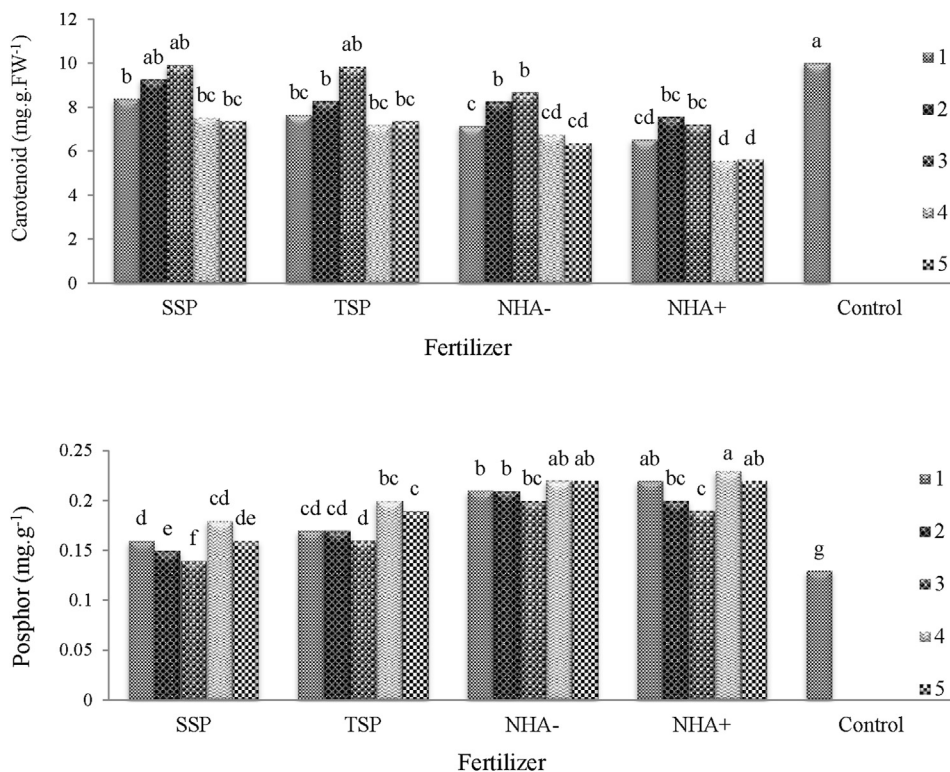 12
10
8
6
4
2
0
Carotenoid (mg.g.FW-1)
b ab ab bc bc
bc b ab bc bc
c b b cd cd
cd bc bc d d
a
SSP TSP NHA- NHA+ Control
Fertilizer
1
2
3
4
5
0.25
0.2
0.15
0.1
0.05
0
Posphor (mg.g-1)
d e f cd de
cd cd d bc c
b b bc ab ab
ab bc c a ab
g
SSP TSP NHA- NHA+ Control
Fertilizer
1
2
3
4
5